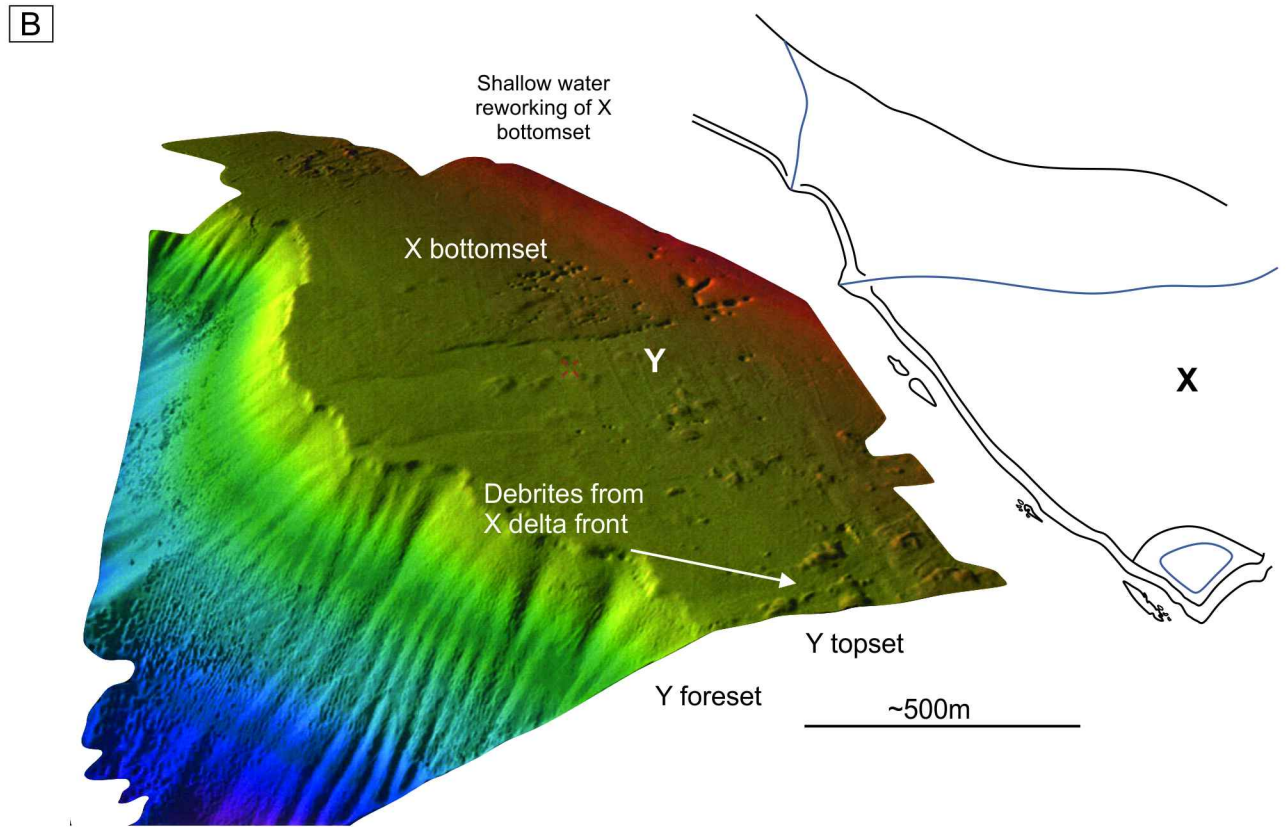 B
Shallow water
reworking of X
bottomset
X bottomset
Y
X
Debrites from
X delta front
Y topset
Y foreset
~500m